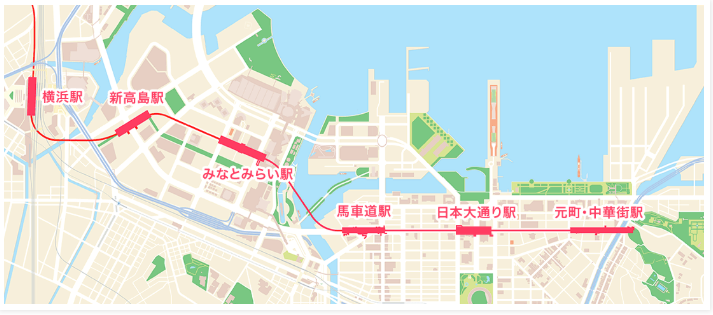 横浜駅
新高島駅
みなとみらい駅
馬車道駅
日本大通り駅
元町・中華街駅